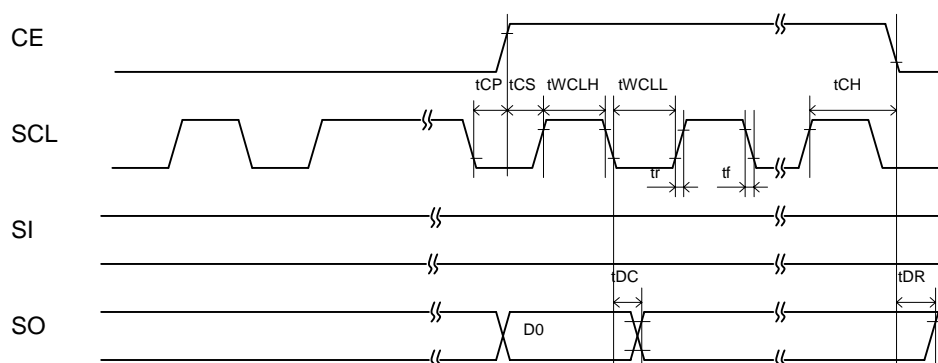 CE
tCP tCS tWCLH tWCLL tCH
SCL
tr tf
SI
tDC tDR
SO D0